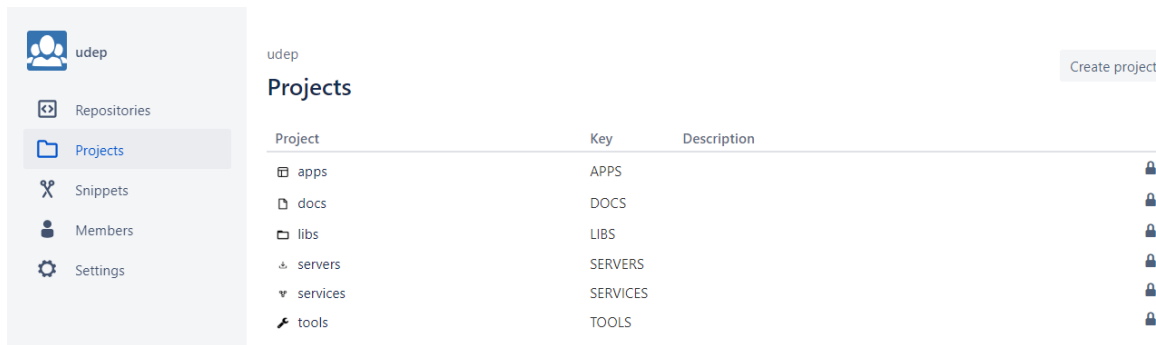 udep
Repositories
Projects
Snippets
Members
Settings
udep
Projects
Create project
Project Key Description
apps APPS
docs DOCS
libs LIBS
servers SERVERS
services SERVICES
tools TOOLS